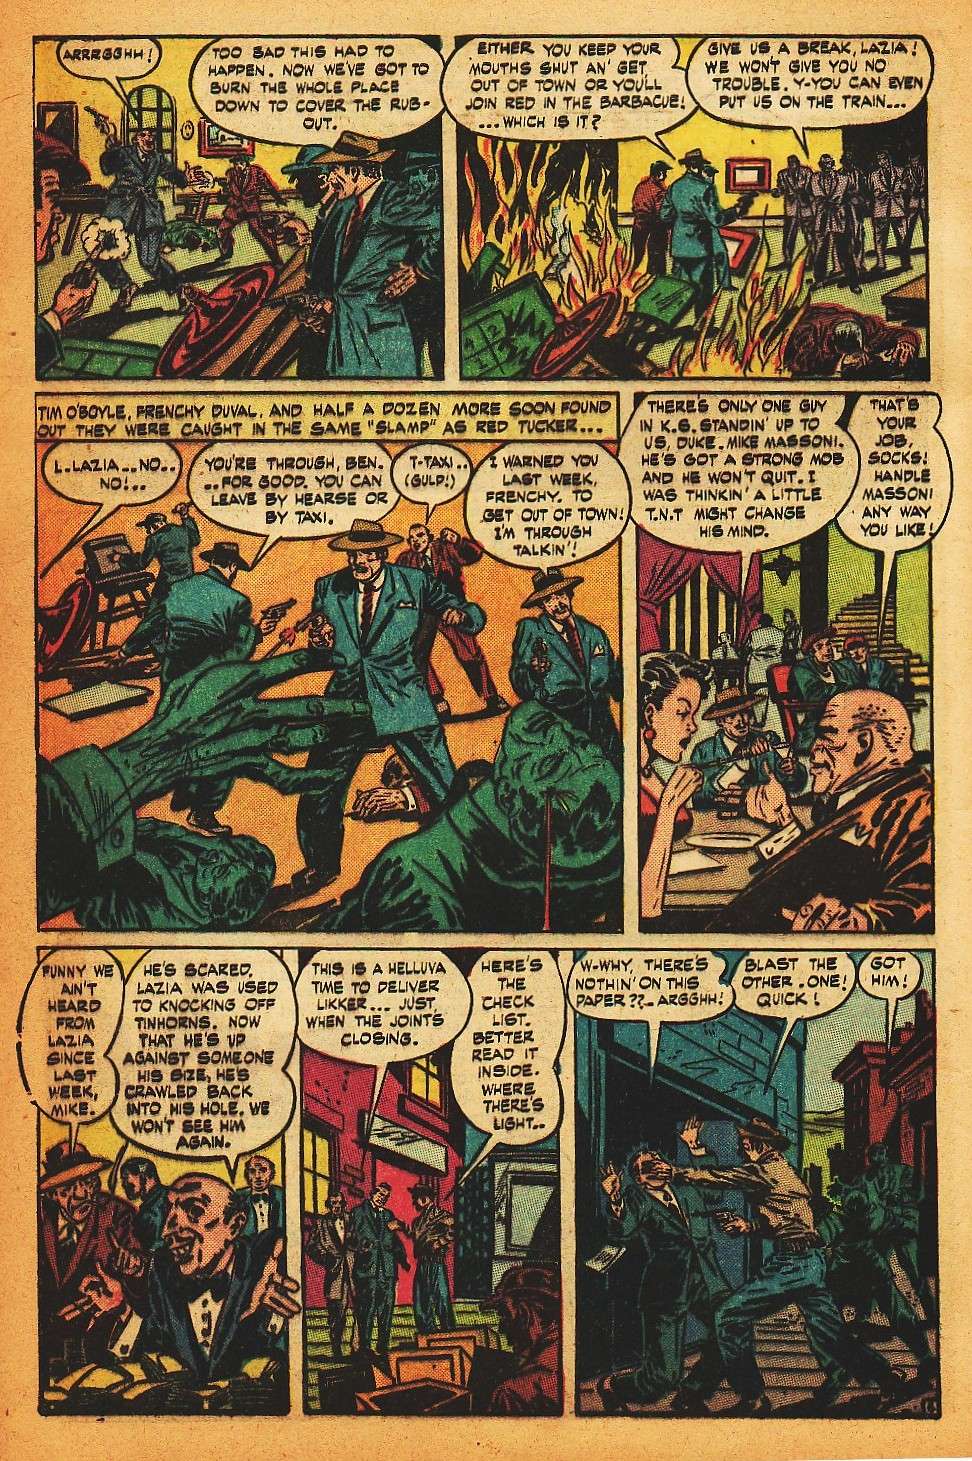 ARRRGGHH!
TOO BAD THIS HAD TO
HAPPEN. NOW WE'VE GOT TO
BURN THE WHOLE PLACE
DOWN TO COVER THE RUB-
OUT.
EITHER YOU KEEP YOUR
MOUTHS SHUT AN' GET
OUT OF TOWN OR YOU'LL
JOIN RED IN THE BARBACUE!
...WHICH IS IT?
GIVE US A BREAK, LAZIA!
WE WON'T GIVE YOU NO
TROUBLE. Y-YOU CAN EVEN
PUT US ON THE TRAIN...
TIM O'BOYLE, FRENCHY DUVAL, AND HALF A DOZEN MORE SOON FOUND
OUT THEY WERE CAUGHT IN THE SAME "SLAMP" AS RED TUCKER...
L..LAZIA...NO..
NO!..
YOU'RE THROUGH, BEN.
...FOR GOOD. YOU CAN
LEAVE BY HEARSE OR
BY TAXI.
T-TAXI..
(GULP!)
I WARNED YOU
LAST WEEK,
FRENCHY. TO
GET OUT OF TOWN!
I'M THROUGH
TALKIN'!
THERE'S ONLY ONE GUY
IN K.S. STANDIN' UP TO
US, DUKE. MIKE MASSONI.
HE'S GOT A STRONG MOB
AND HE WON'T QUIT. I
WAS THINKIN' A LITTLE
T.N.T MIGHT CHANGE
HIS MIND.
THAT'S
YOUR
JOB,
SOCKS!
HANDLE
MASSONI
ANY WAY
YOU LIKE!
FUNNY WE
AIN'T
HEARD
FROM
LAZIA
SINCE
LAST
WEEK,
MIKE.
HE'S SCARED.
LAZIA WAS USED
TO KNOCKING OFF
TINHORNS. NOW
THAT HE'S UP
AGAINST SOMEONE
HIS SIZE, HE'S
CRAWLED BACK
INTO HIS HOLE. WE
WON'T SEE HIM
AGAIN.
THIS IS A HELLUVA
TIME TO DELIVER
LIKKER... JUST
WHEN THE JOINT'S
CLOSING.
HERE'S
THE
CHECK
LIST.
BETTER
READ IT
INSIDE.
WHERE
THERE'S
LIGHT..
W-WHY, THERE'S
NOTHIN' ON THIS
PAPER??-ARGGHH!
BLAST THE
OTHER ONE!
QUICK!
GOT
HIM!